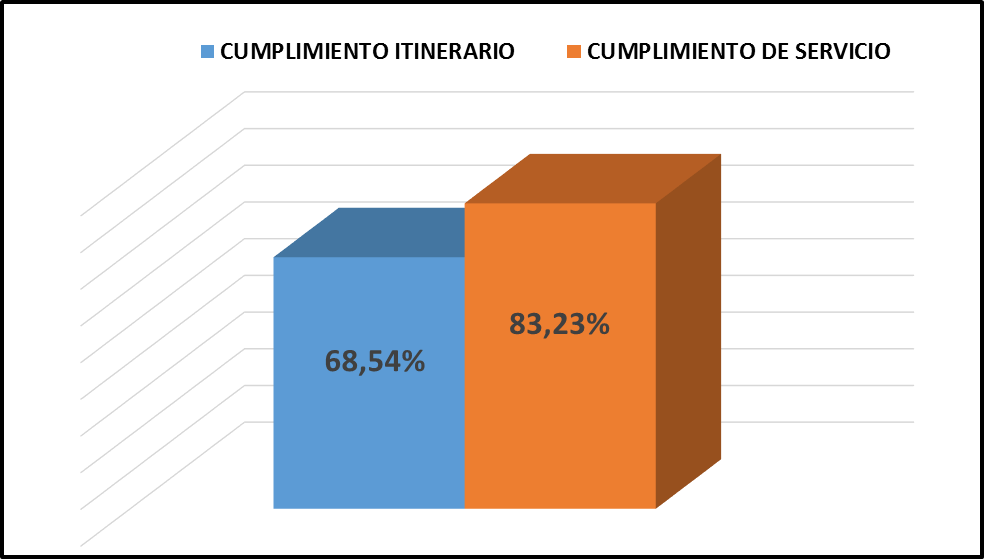 CUMPLIMIENTO ITINERARIO CUMPLIMIENTO DE SERVICIO
83,23%
68,54%